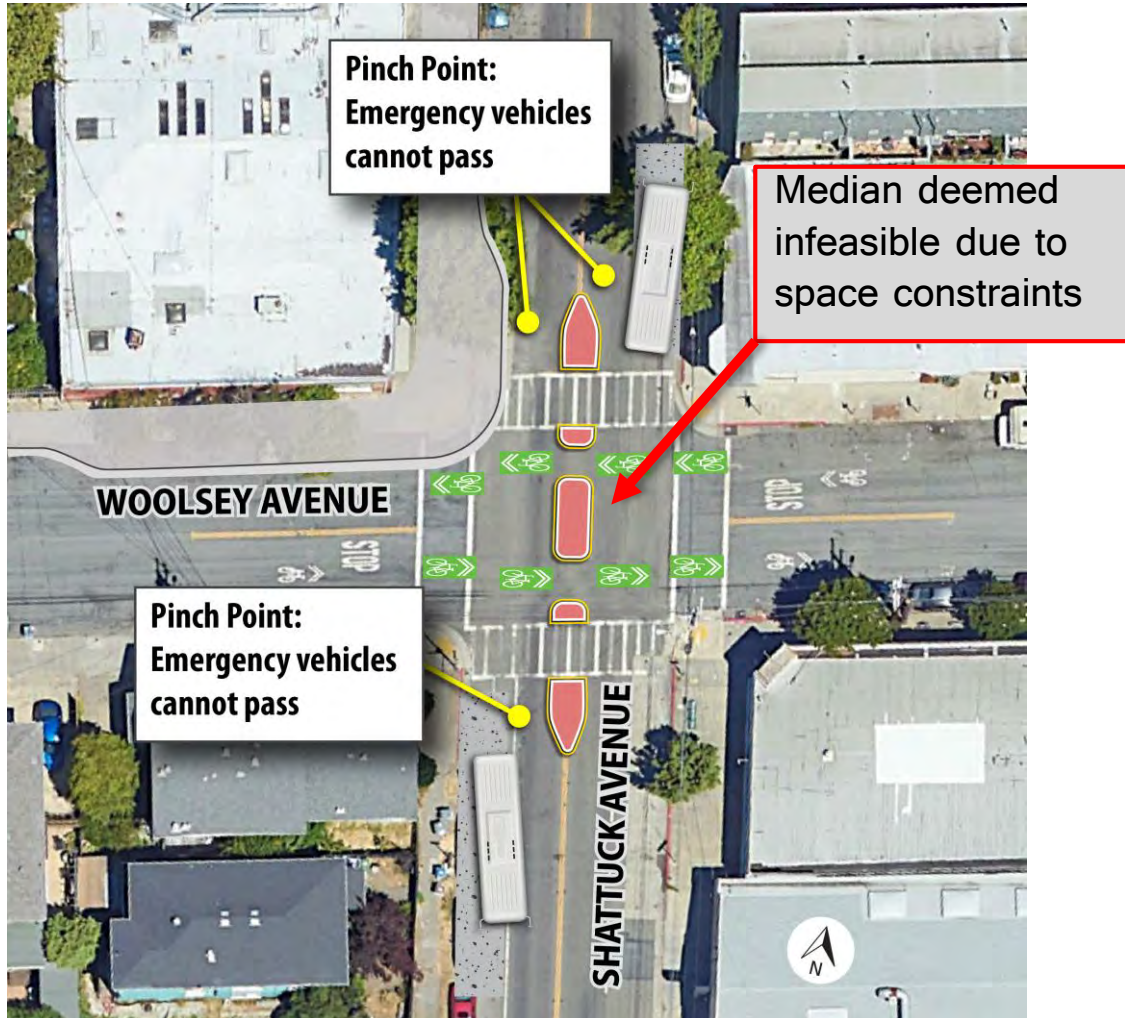 Pinch Point:
Emergency vehicles
cannot pass
Median deemed
infeasible due to
space constraints
WOOLSEY AVENUE
STOP
STOP
Pinch Point:
Emergency vehicles
cannot pass
SHATTUCK AVENUE
N